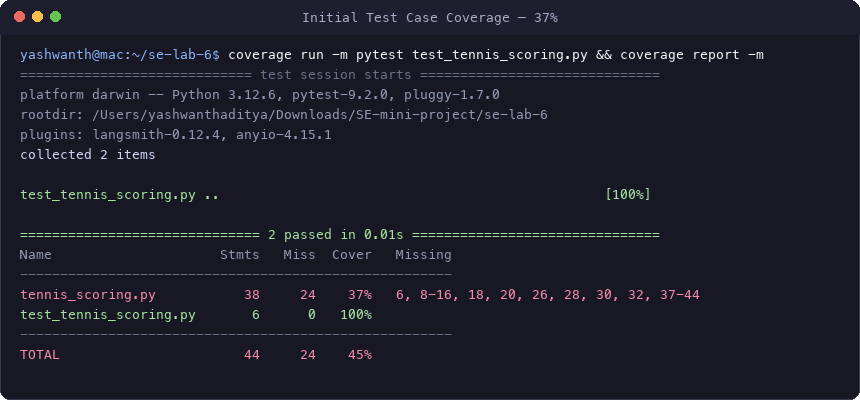 Initial Test Case Coverage — 37%
yashwanth@mac:~/se-lab-6$ coverage run -m pytest test_tennis_scoring.py && coverage report -m
============================= test session starts ==============================
platform darwin -- Python 3.12.6, pytest-9.2.0, pluggy-1.7.0
rootdir: /Users/yashwanthaditya/Downloads/SE-mini-project/se-lab-6
plugins: langsmith-0.12.4, anyio-4.15.1
collected 2 items
test_tennis_scoring.py .. [100%]
============================== 2 passed in 0.01s ===============================
Name Stmts Miss Cover Missing
------------------------------------------------------
tennis_scoring.py 38 24 37% 6, 8-16, 18, 20, 26, 28, 30, 32, 37-44
test_tennis_scoring.py 6 0 100%
------------------------------------------------------
TOTAL 44 24 45%